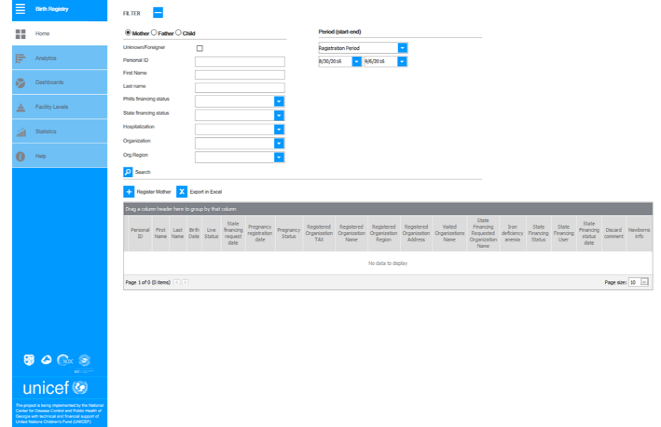 Birth Registry
Home
Analytics
Dashboards
Facility Levels
Statistics
Help
unicef
The project is being implemented by the National
Center for Disease Control and Public Health of
Georgia with technical and financial support of
United Nations Children's Fund (UNICEF).
FILTER
Mother Father Child
Unknown/Foreigner
Personal ID
First Name
Last name
State financing status
Hospitalization
Organization
Org.Region
Period (start-end)
Registration Period
8/30/2016 9/6/2016
Search
+ Register Mother X Export in Excel
Drag a column header here to group by that column
Personal ID
First Name
Last Name
Birth Date
Live Status
State financing request date
Pregnancy registration date
Pregnancy Status
Registered Organization TAX
Registered Organization Name
Registered Organization Region
Registered Organization Address
Visited Organizations Name
State Financing Requested Organization Name
Iron deficiency anemia
State Financing Status
State Financing User
State Financing status date
Discard comment
Newborns info
No data to display
Page 1 of 0 (0 items)
Page size: 10